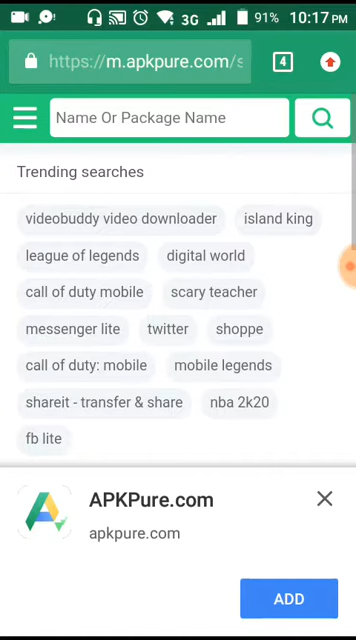 3G 91% 10:17 PM
https://m.apkpure.com/s
4
Name Or Package Name
Trending searches
videobuddy video downloader island king
league of legends digital world
call of duty mobile scary teacher
messenger lite twitter shoppe
call of duty: mobile mobile legends
shareit - transfer & share nba 2k20
fb lite
APKPure.com
apkpure.com
ADD